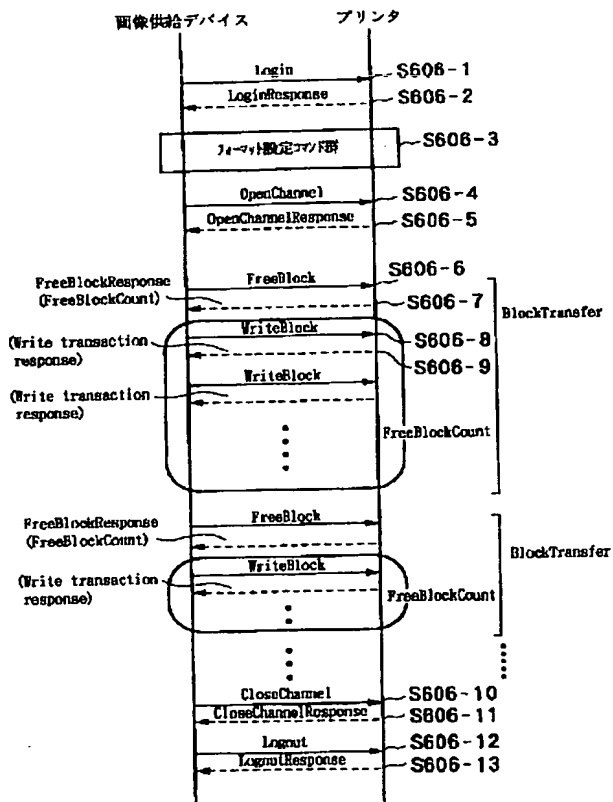 画像供給デバイス プリンタ
Login S606-1
LoginResponse S606-2
フォーマット設定コマンド群 S606-3
OpenChannel S606-4
OpenChannelResponse S606-5
FreeBlock S606-6
FreeBlockResponse
(FreeBlockCount) S606-7
BlockTransfer
WriteBlock S606-8
(Write transaction
response) S606-9
WriteBlock
(Write transaction
response)
FreeBlockCount
FreeBlock
FreeBlockResponse
(FreeBlockCount)
BlockTransfer
WriteBlock
(Write transaction
response)
FreeBlockCount
CloseChannel S606-10
CloseChannelResponse S606-11
Logout S606-12
LogoutResponse S606-13